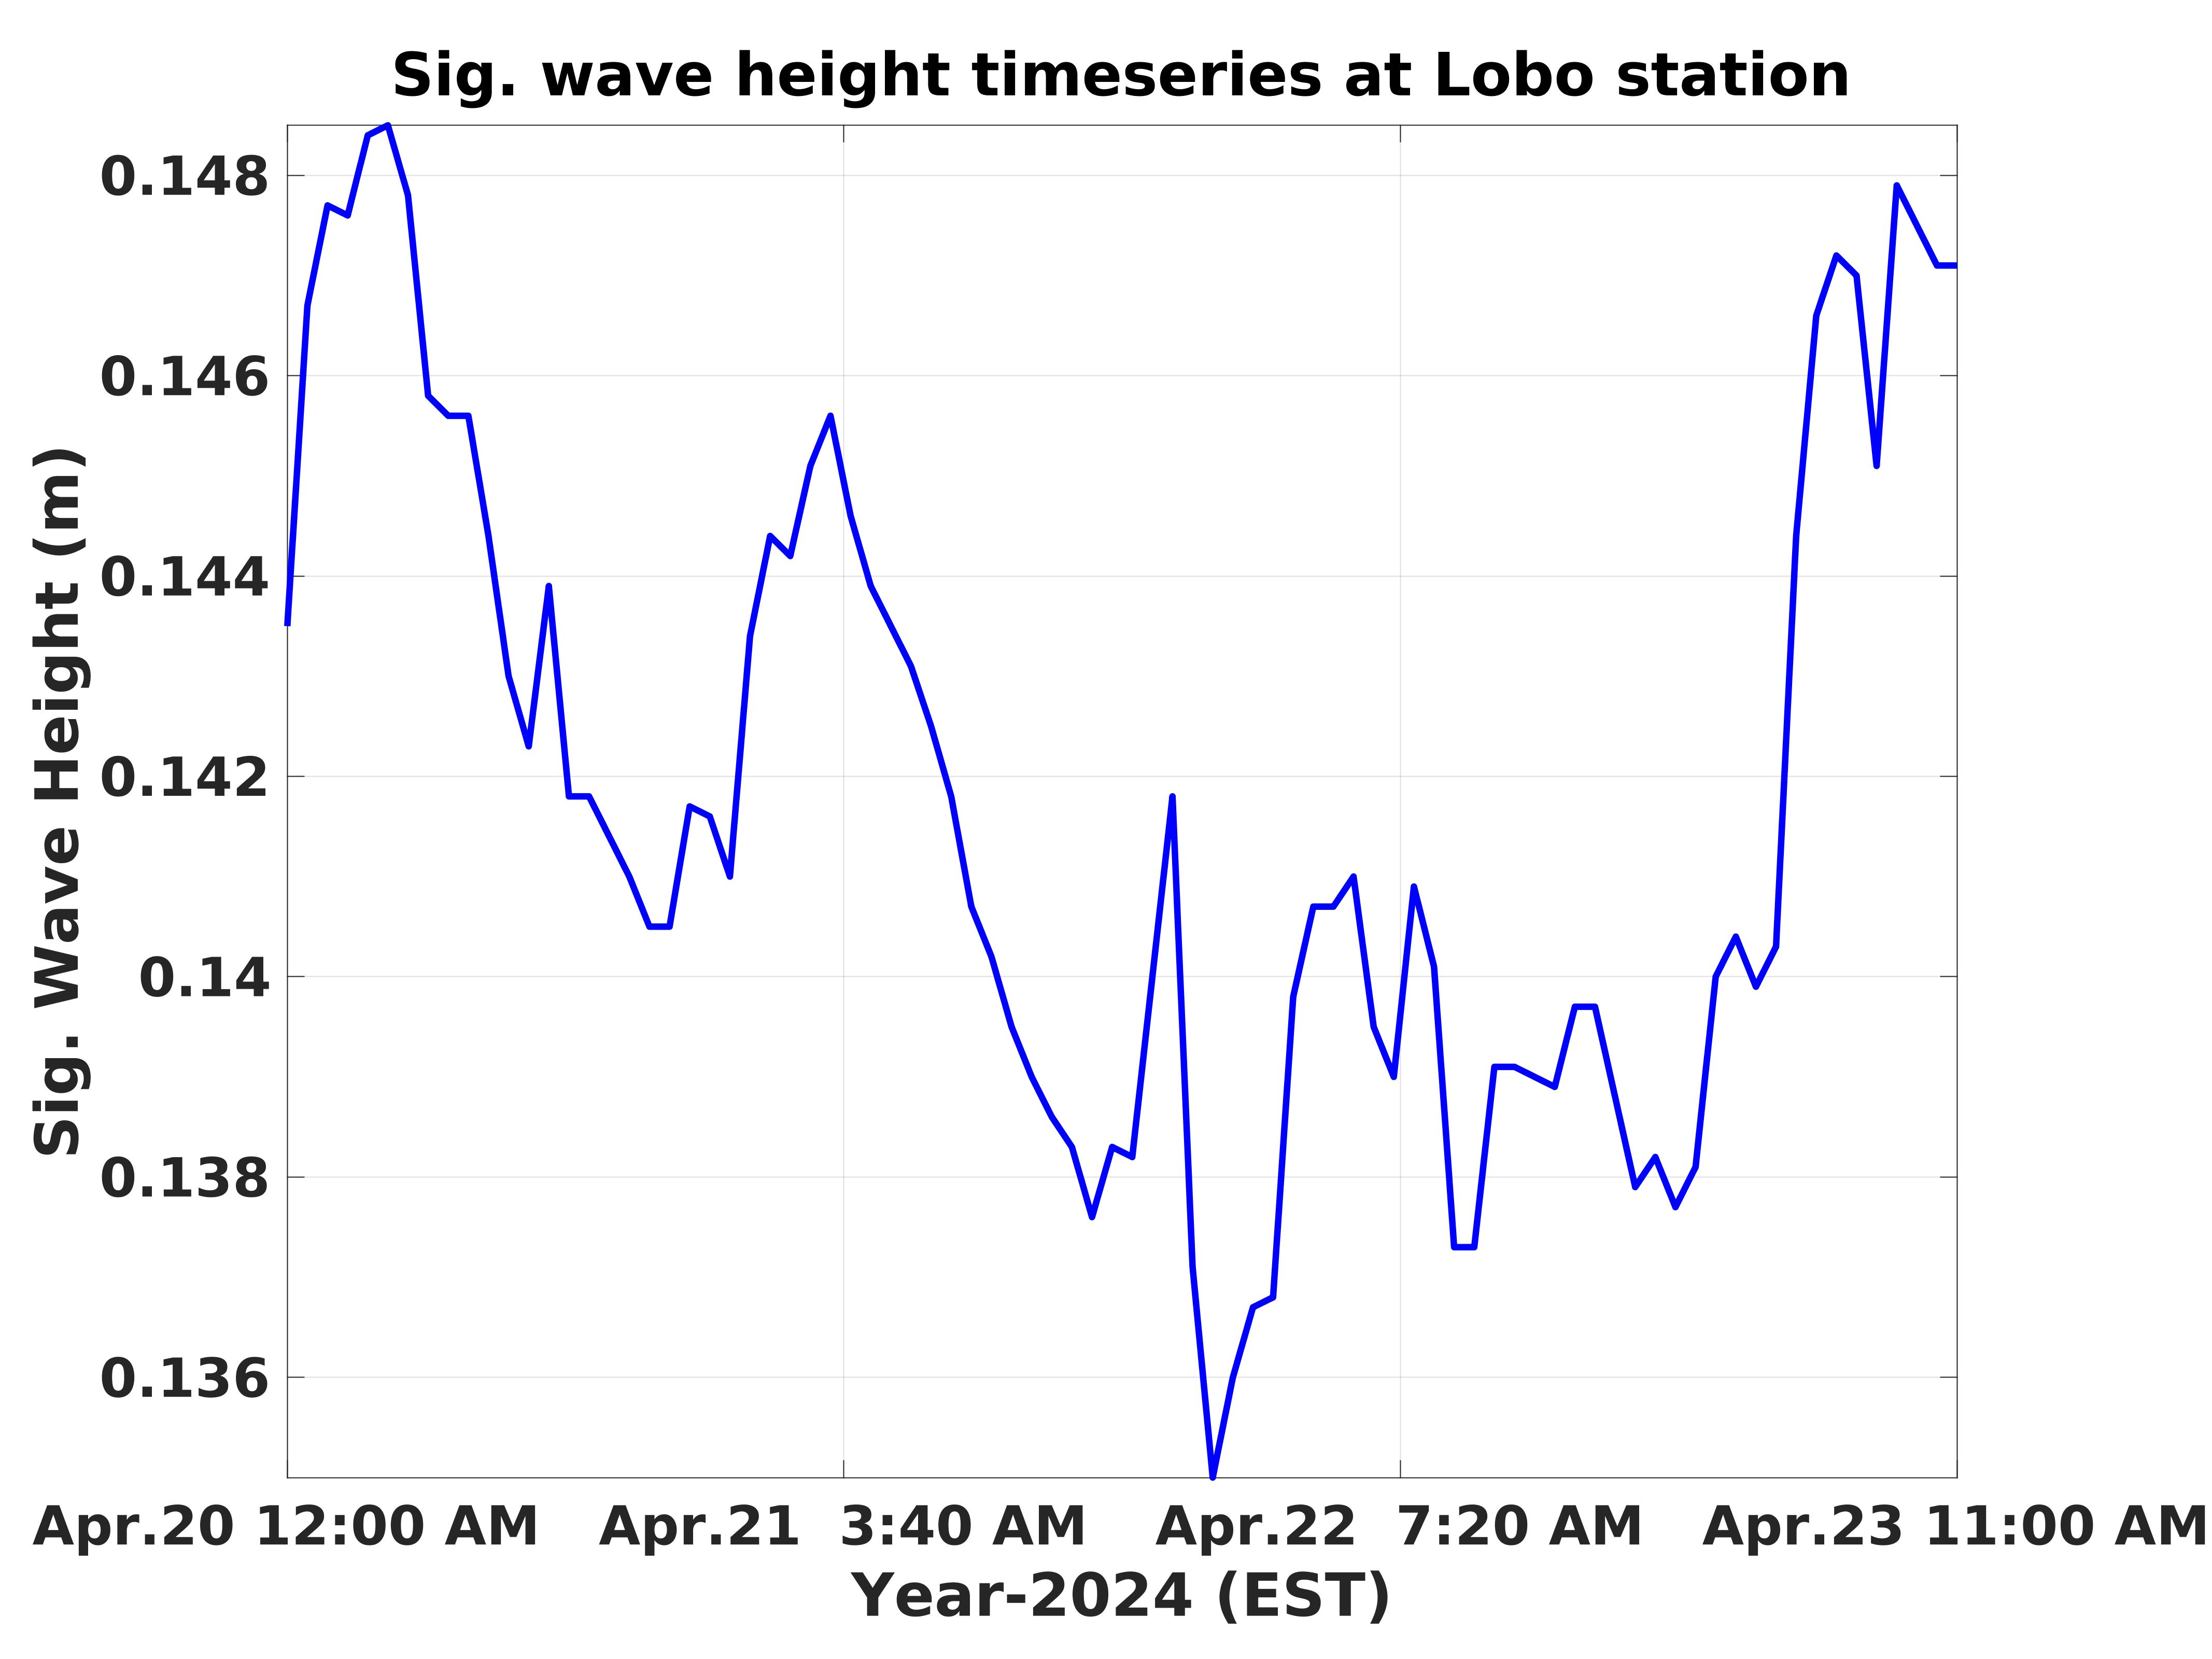 Sig. wave height timeseries at Lobo station
Sig. Wave Height (m)
0.148
0.146
0.144
0.142
0.14
0.138
0.136
Apr.20 12:00 AM Apr.21 3:40 AM Apr.22 7:20 AM Apr.23 11:00 AM
Year-2024 (EST)